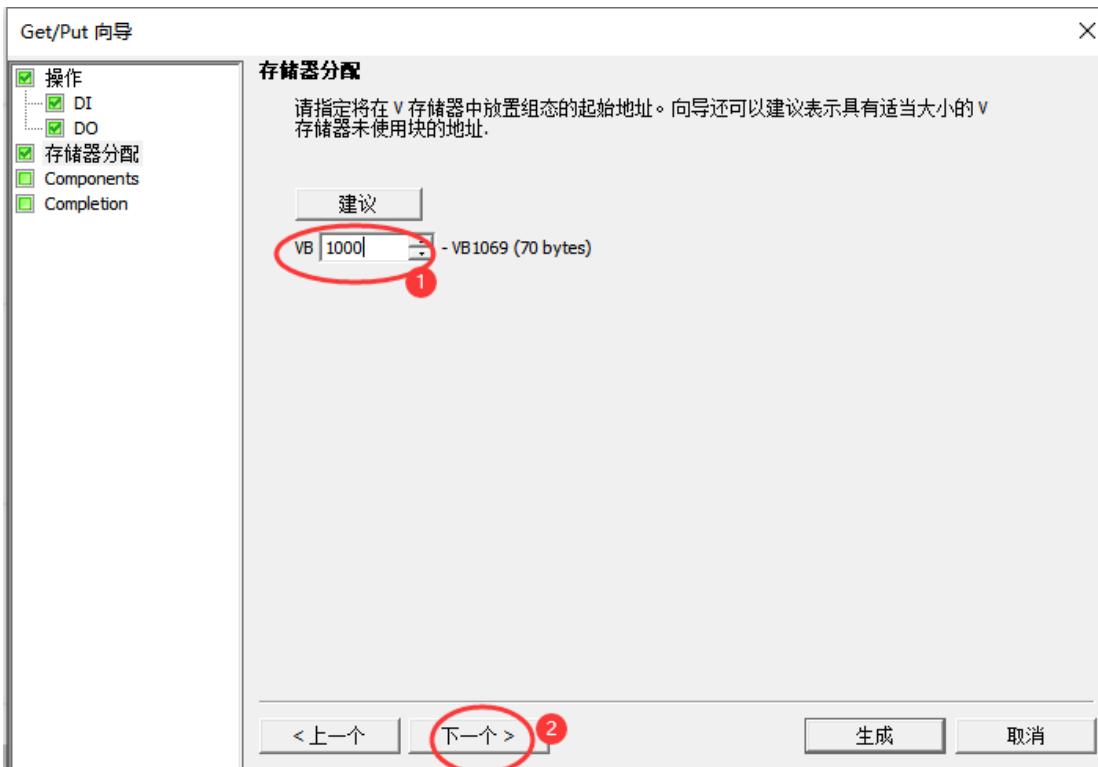 Get/Put 向导
操作
DI
DO
存储器分配
Components
Completion
存储器分配
请指定将在 V 存储器中放置组态的起始地址。向导还可以建议表示具有适当大小的 V
存储器未使用块的地址.
建议
VB 1000 - VB1069 (70 bytes)
1
<上一个 下一个> 2 生成 取消